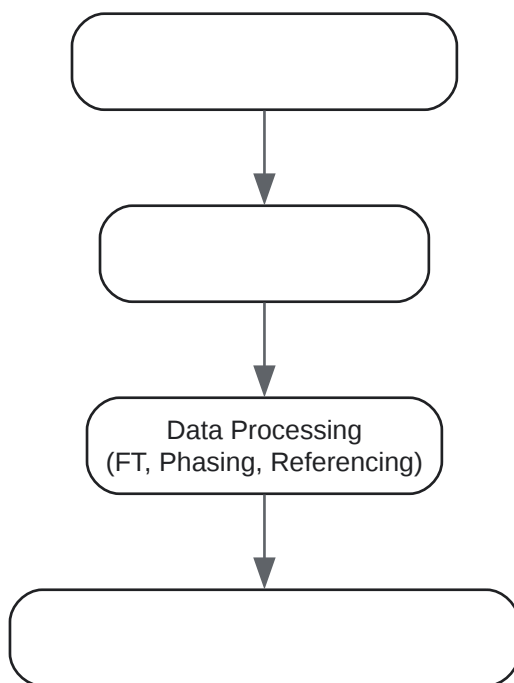 Data Processing
(FT, Phasing, Referencing)